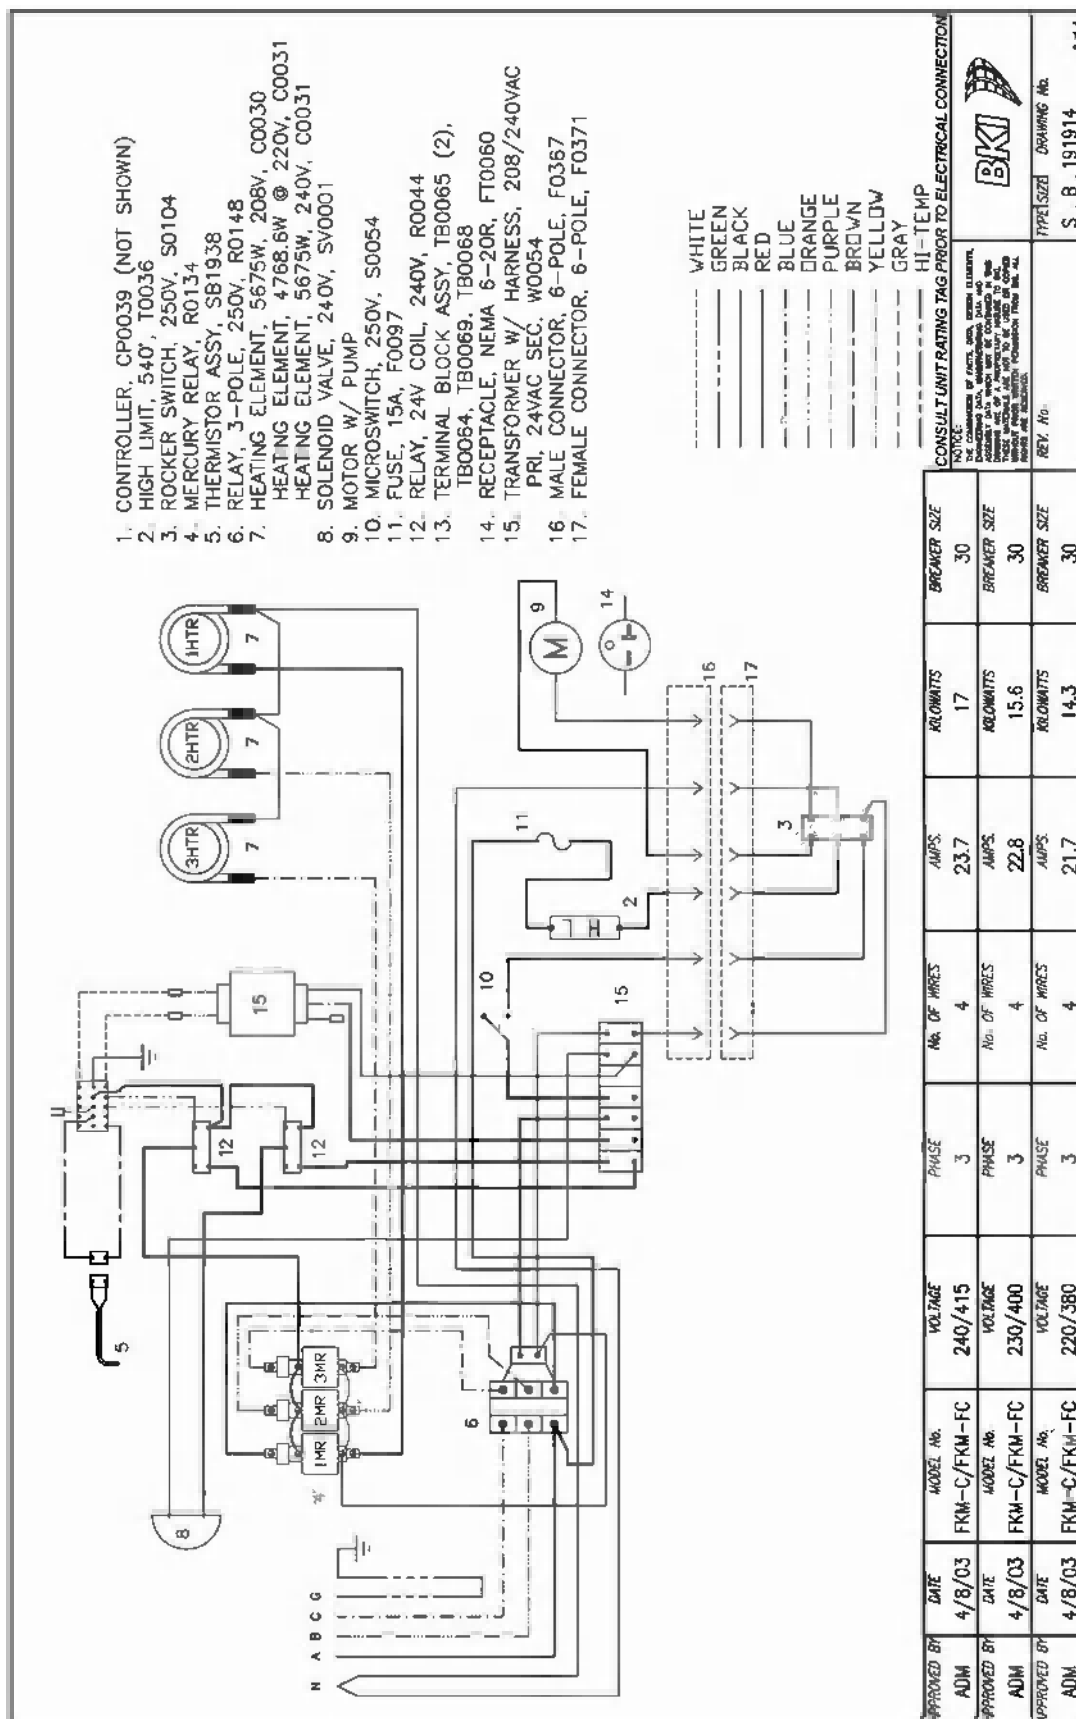 1. CONTROLLER, CP0039 (NOT SHOWN)
2. HIGH LIMIT, 540°, T0036
3. ROCKER SWITCH, 250V, S0104
4. MERCURY RELAY, R0134
5. THERMISTOR ASSY, SB1938
6. RELAY, 3-POLE, 250V, R0148
7. HEATING ELEMENT, 5675W, 208V, C0030
HEATING ELEMENT, 4768.6W @ 220V, C0031
HEATING ELEMENT, 5675W, 240V, C0031
8. SOLENOID VALVE, 240V, SV0001
9. MOTOR W/ PUMP
10. MICROSWITCH, 250V, S0054
11. FUSE, 15A, F0097
12. RELAY, 24V COIL, 240V, R0044
13. TERMINAL BLOCK ASSY, TB0065 (2),
TB0064, TB0069, TB0068
14. RECEPTACLE, NEMA 6-20R, FT0060
15. TRANSFORMER W/ HARNESS, 208/240VAC
PRI, 24VAC SEC. W0054
16. MALE CONNECTOR, 6-POLE, F0367
17. FEMALE CONNECTOR, 6-POLE, F0371
WHITE
GREEN
BLACK
RED
BLUE
ORANGE
PURPLE
BROWN
YELLOW
GRAY
HI-TEMP
3HTR 2HTR 1HTR
7 7 7
15
12
12
5
8
1MR 2MR 3MR
4
6
N A B C G
15
10
2
11
9
M
14
16
17
3
CONSULT UNIT RATING TAG PRIOR TO ELECTRICAL CONNECTION
NOTICE:
BKI
REV. No. TYPE SIZE DRAWING No.
S B 191914
APPROVED BY DATE MODEL No. VOLTAGE PHASE No. OF WIRES AMPS. KILOWATTS BREAKER SIZE
ADM 4/8/03 FKM-C/FKM-FC 240/415 3 4 23.7 17 30
APPROVED BY DATE MODEL No. VOLTAGE PHASE No. OF WIRES AMPS. KILOWATTS BREAKER SIZE
ADM 4/8/03 FKM-C/FKM-FC 230/400 3 4 22.8 15.6 30
APPROVED BY DATE MODEL No. VOLTAGE PHASE No. OF WIRES AMPS. KILOWATTS BREAKER SIZE
ADM 4/8/03 FKM-C/FKM-FC 220/380 3 4 21.7 14.3 30